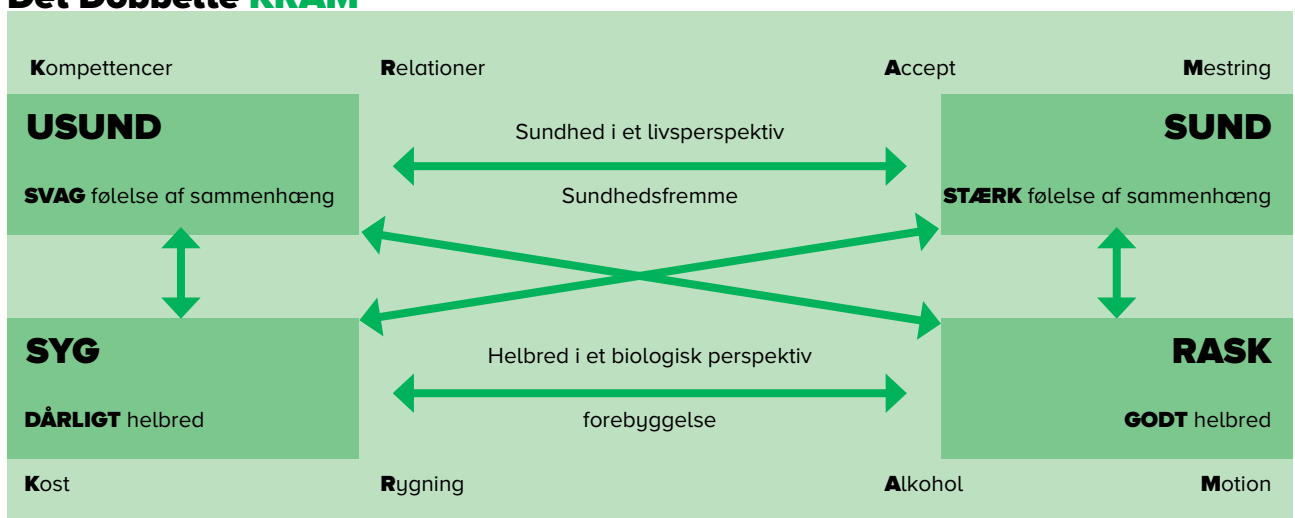 Det Dobbelte KRAM
Kompettencer Relationer Accept Mestring
USUND Sundhed i et livsperspektiv SUND
SVAG følelse af sammenhæng Sundhedsfremme STÆRK følelse af sammenhæng
SYG Helbred i et biologisk perspektiv RASK
DÅRLIGT helbred forebyggelse GODT helbred
Kost Rygning Alkohol Motion